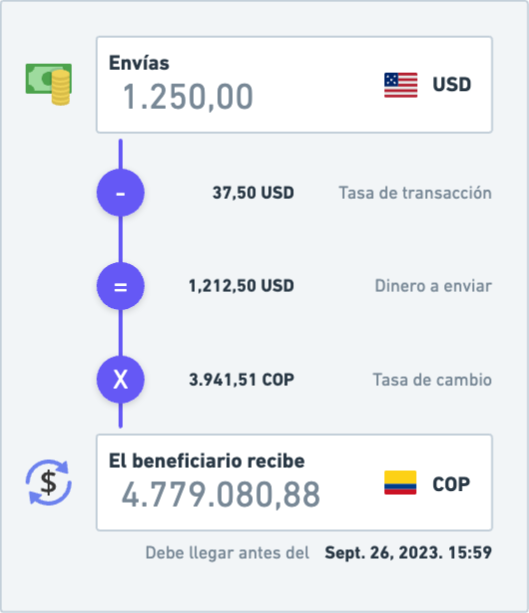 Envías
1.250,00 USD
- 37,50 USD Tasa de transacción
= 1,212,50 USD Dinero a enviar
X 3.941,51 COP Tasa de cambio
El beneficiario recibe
$ 4.779.080,88 COP
Debe llegar antes del Sept. 26, 2023. 15:59